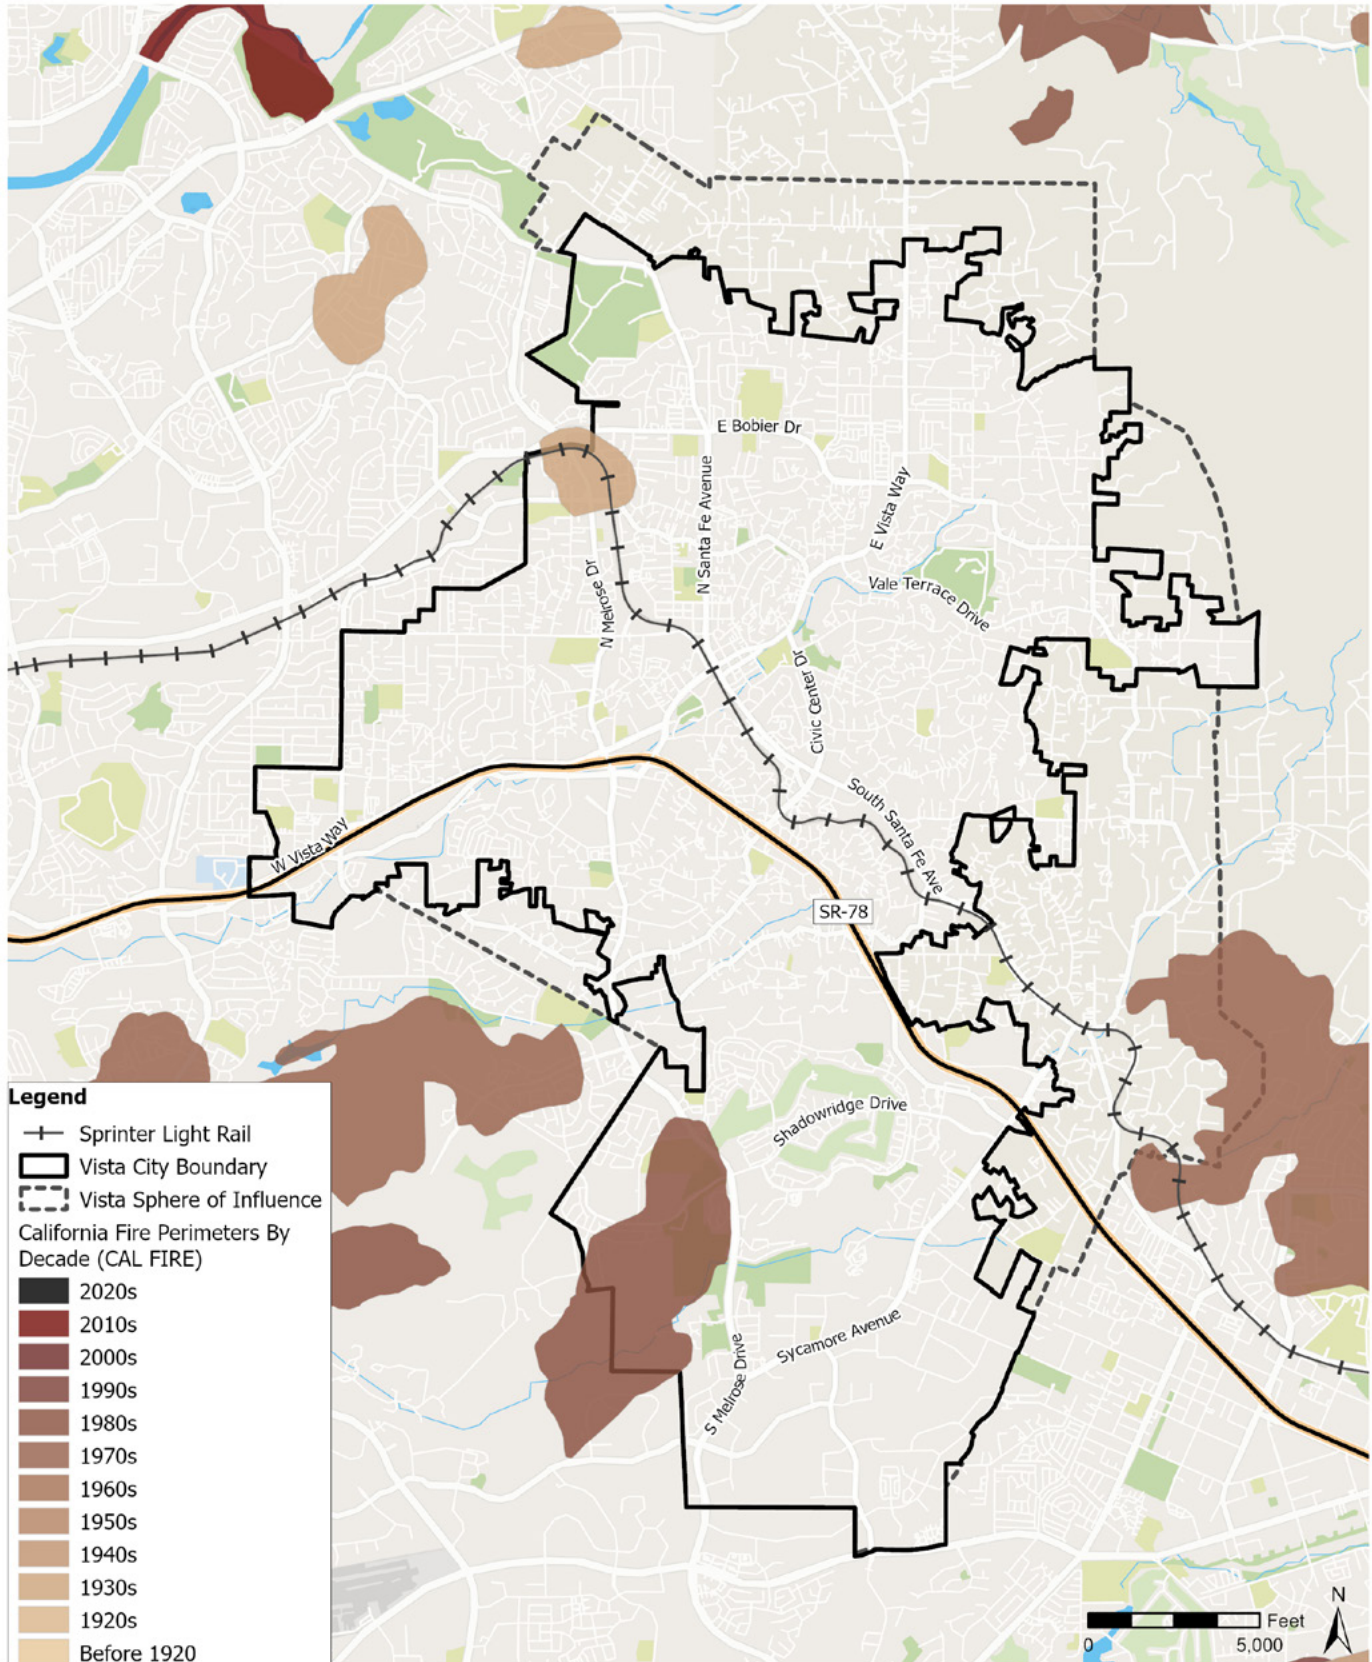 E Bobier Dr
N Santa Fe Avenue
E Vista Way
Vale Terrace Drive
N Melrose Dr
Civic Center Dr
South Santa Fe Ave
W Vista Way
SR-78
Shadowridge Drive
Sycamore Avenue
S Melrose Drive
Legend
Sprinter Light Rail
Vista City Boundary
Vista Sphere of Influence
California Fire Perimeters By
Decade (CAL FIRE)
2020s
2010s
2000s
1990s
1980s
1970s
1960s
1950s
1940s
1930s
1920s
Before 1920
N
Feet
0 5,000